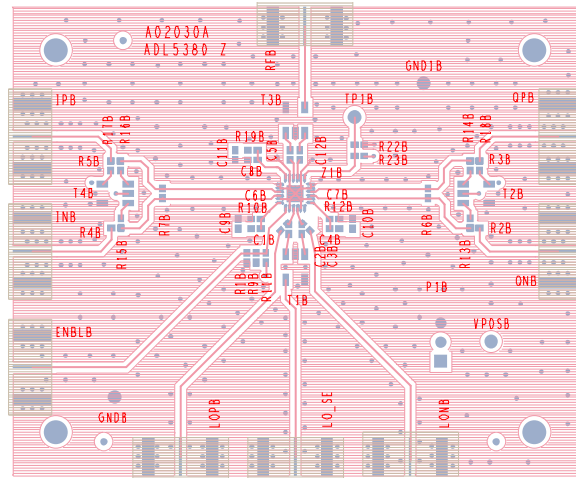 A02030A
ADL5380 Z
RFB
GND1B
IPB
QPB
T3B
TP1B
R17B
R16B
R14B
R18B
R19B
C11B
C5B
C12B
R22B
R23B
R5B
C8B
Z1B
R3B
T4B
C6B
C7B
T2B
INB
R7B
R10B
R12B
R6B
C9B
C10B
R4B
R2B
R15B
C1B
C4B
R13B
C2B
C3B
R1B
R9B
R11B
T1B
P1B
QNB
ENBLB
VPOSB
GNDB
LOPB
LO_SE
LONB